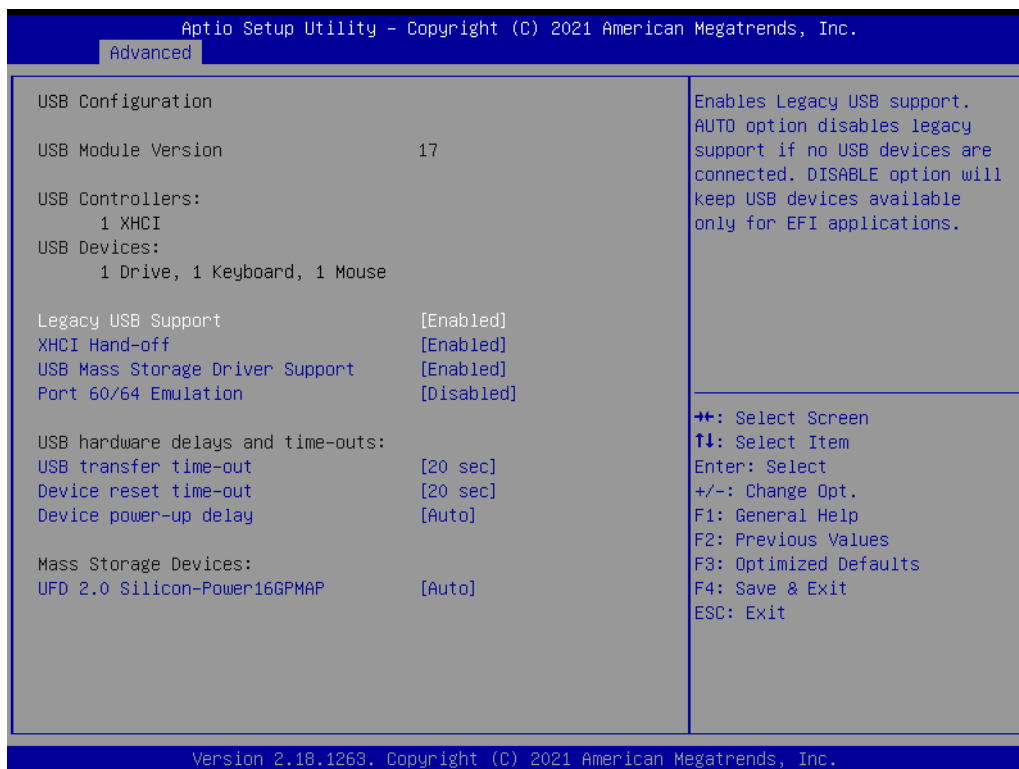 Aptio Setup Utility – Copyright (C) 2021 American Megatrends, Inc.
Advanced
USB Configuration
USB Module Version 17
USB Controllers:
1 XHCI
USB Devices:
1 Drive, 1 Keyboard, 1 Mouse
Legacy USB Support [Enabled]
XHCI Hand-off [Enabled]
USB Mass Storage Driver Support [Enabled]
Port 60/64 Emulation [Disabled]
USB hardware delays and time-outs:
USB transfer time-out [20 sec]
Device reset time-out [20 sec]
Device power-up delay [Auto]
Mass Storage Devices:
UFD 2.0 Silicon-Power16GPMAP [Auto]
Enables Legacy USB support.
AUTO option disables legacy
support if no USB devices are
connected. DISABLE option will
keep USB devices available
only for EFI applications.
→←: Select Screen
↑↓: Select Item
Enter: Select
+/-: Change Opt.
F1: General Help
F2: Previous Values
F3: Optimized Defaults
F4: Save & Exit
ESC: Exit
Version 2.18.1263. Copyright (C) 2021 American Megatrends, Inc.